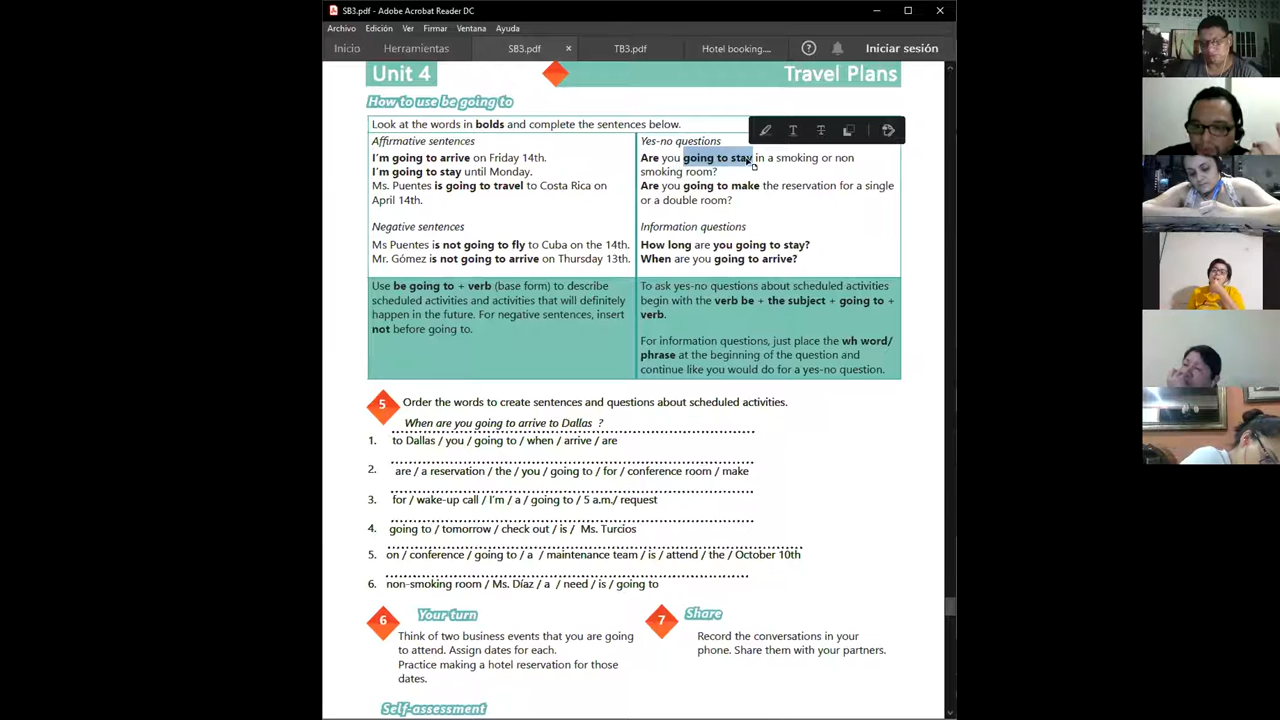 SB3.pdf - Adobe Acrobat Reader DC
Archivo Edición Ver Firmar Ventana Ayuda
Inicio Herramientas SB3.pdf × TB3.pdf Hotel booking.... ? Iniciar sesión
Unit 4 Travel Plans
How to use be going to
Look at the words in bolds and complete the sentences below.
Affirmative sentences
I'm going to arrive on Friday 14th.
I'm going to stay until Monday.
Ms. Puentes is going to travel to Costa Rica on
April 14th.
Negative sentences
Ms Puentes is not going to fly to Cuba on the 14th.
Mr. Gómez is not going to arrive on Thursday 13th.
Yes-no questions
Are you going to stay in a smoking or non
smoking room?
Are you going to make the reservation for a single
or a double room?
Information questions
How long are you going to stay?
When are you going to arrive?
Use be going to + verb (base form) to describe
scheduled activities and activities that will definitely
happen in the future. For negative sentences, insert
not before going to.
To ask yes-no questions about scheduled activities
begin with the verb be + the subject + going to +
verb.
For information questions, just place the wh word/
phrase at the beginning of the question and
continue like you would do for a yes-no question.
5 Order the words to create sentences and questions about scheduled activities.
When are you going to arrive to Dallas ?
1. to Dallas / you / going to / when / arrive / are
2. are / a reservation / the / you / going to / for / conference room / make
3. for / wake-up call / I'm / a / going to / 5 a.m./ request
4. going to / tomorrow / check out / is / Ms. Turcios
5. on / conference / going to / a / maintenance team / is / attend / the / October 10th
6. non-smoking room / Ms. Díaz / a / need / is / going to
6 Your turn
Think of two business events that you are going
to attend. Assign dates for each.
Practice making a hotel reservation for those
dates.
7 Share
Record the conversations in your
phone. Share them with your partners.
Self-assessment